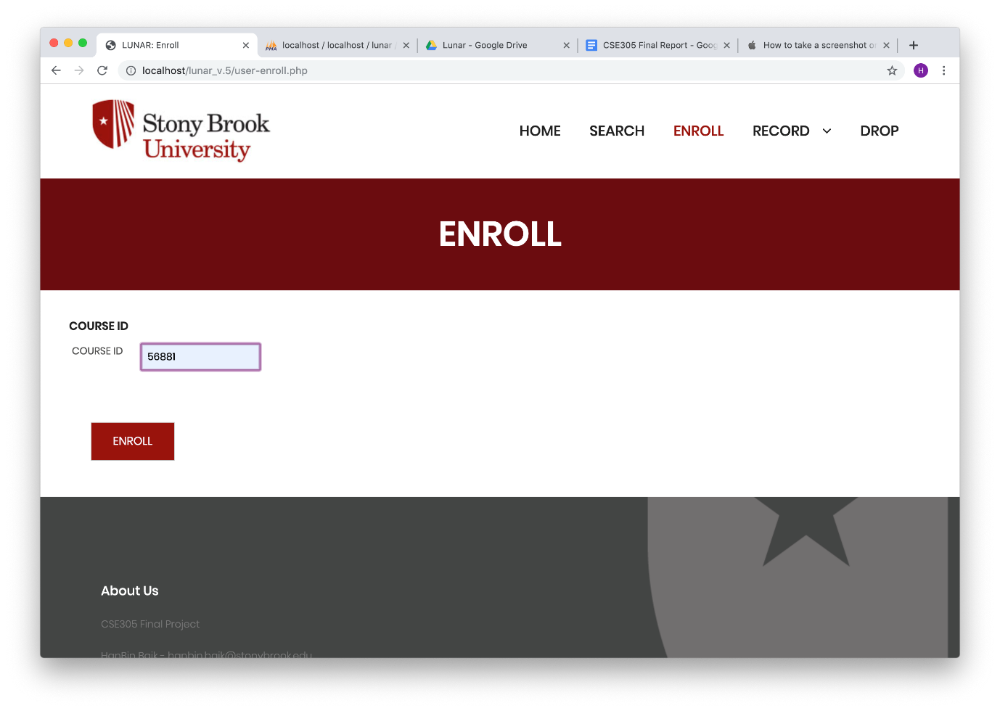 LUNAR: Enroll
localhost / localhost / lunar /
Lunar - Google Drive
CSE305 Final Report - Goog
How to take a screenshot o
localhost/lunar_v.5/user-enroll.php
H
Stony Brook
University
HOME SEARCH ENROLL RECORD DROP
ENROLL
COURSE ID
COURSE ID 56881
ENROLL
About Us
CSE305 Final Project
HanBin Baik - hanbin.baik@stonybrook.edu